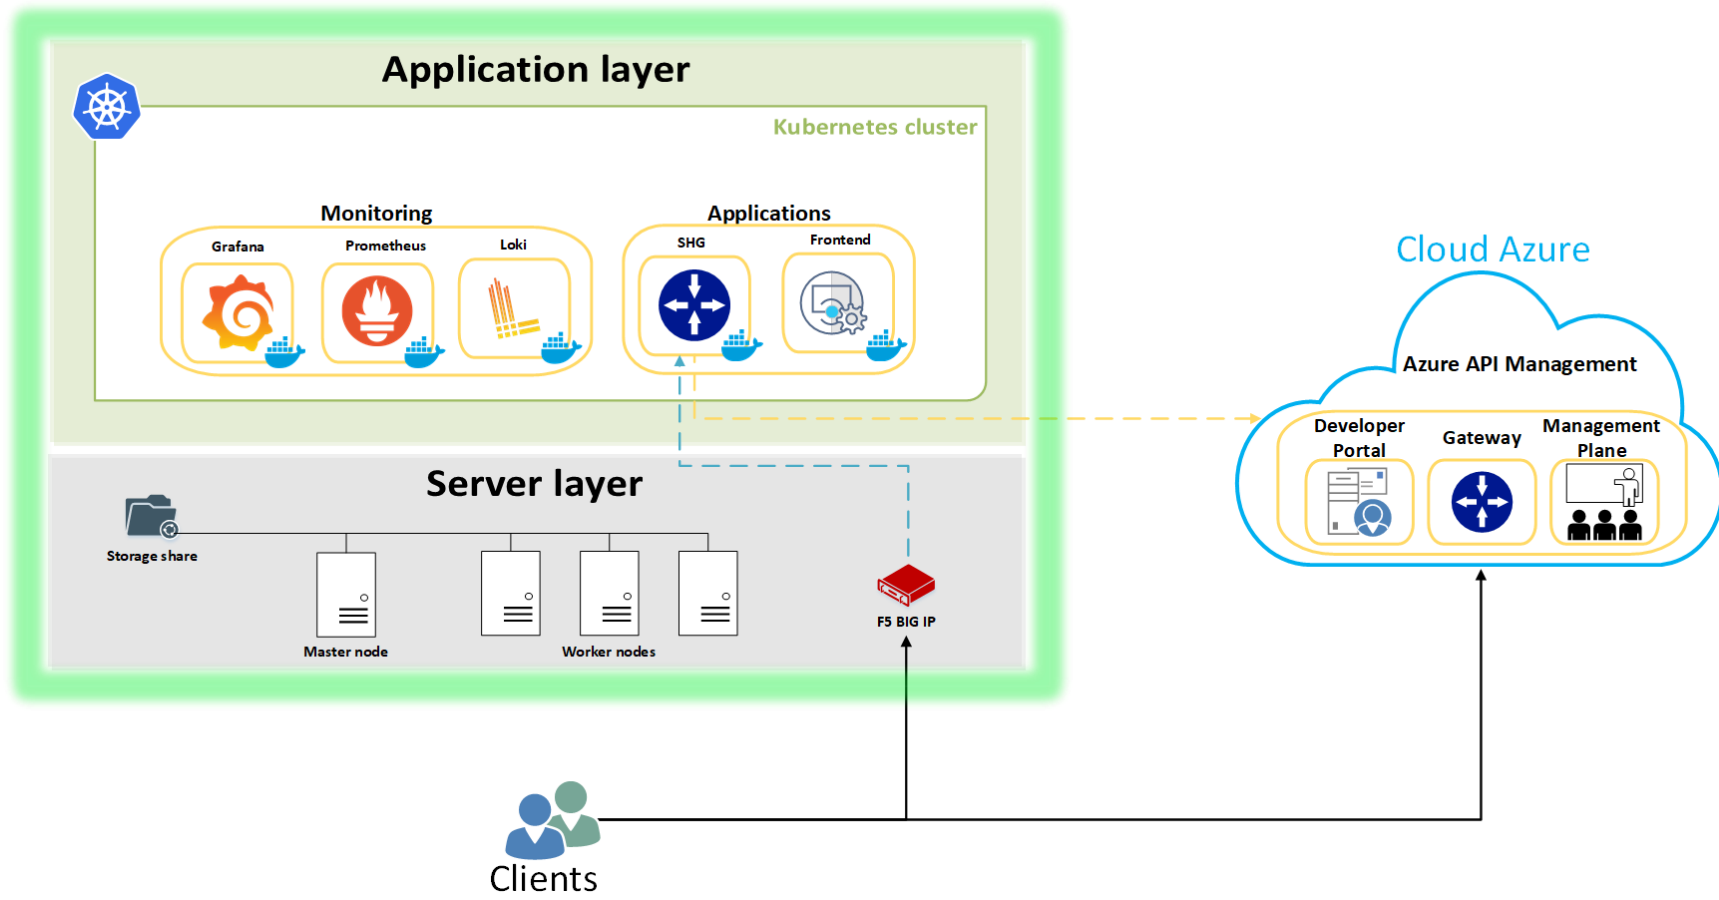 Application layer
Kubernetes cluster
Monitoring
Applications
Grafana
Prometheus
Loki
SHG
Frontend
Cloud Azure
Azure API Management
Developer
Portal
Gateway
Management
Plane
Server layer
Storage share
Master node
Worker nodes
F5 BIG IP
Clients